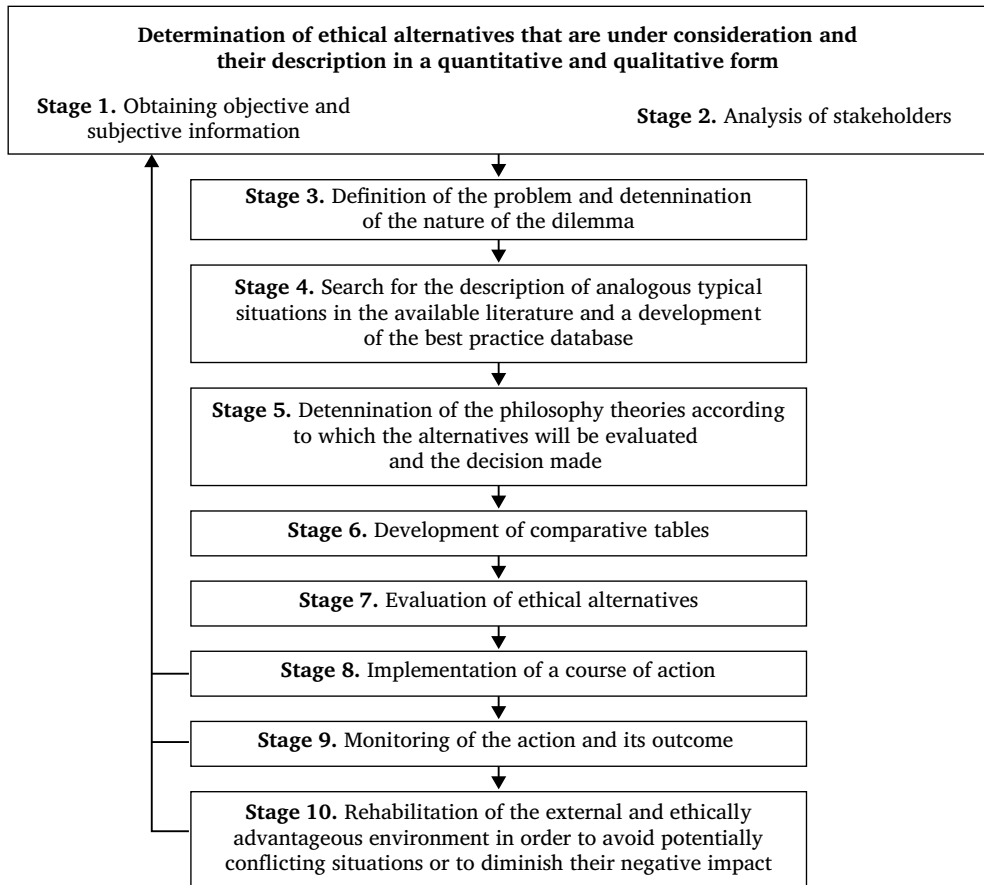 Determination of ethical alternatives that are under consideration and
their description in a quantitative and qualitative form
Stage 1. Obtaining objective and
subjective information
Stage 2. Analysis of stakeholders
Stage 3. Definition of the problem and detennination
of the nature of the dilemma
Stage 4. Search for the description of analogous typical
situations in the available literature and a development
of the best practice database
Stage 5. Detennination of the philosophy theories according
to which the alternatives will be evaluated
and the decision made
Stage 6. Development of comparative tables
Stage 7. Evaluation of ethical alternatives
Stage 8. Implementation of a course of action
Stage 9. Monitoring of the action and its outcome
Stage 10. Rehabilitation of the external and ethically
advantageous environment in order to avoid potentially
conflicting situations or to diminish their negative impact